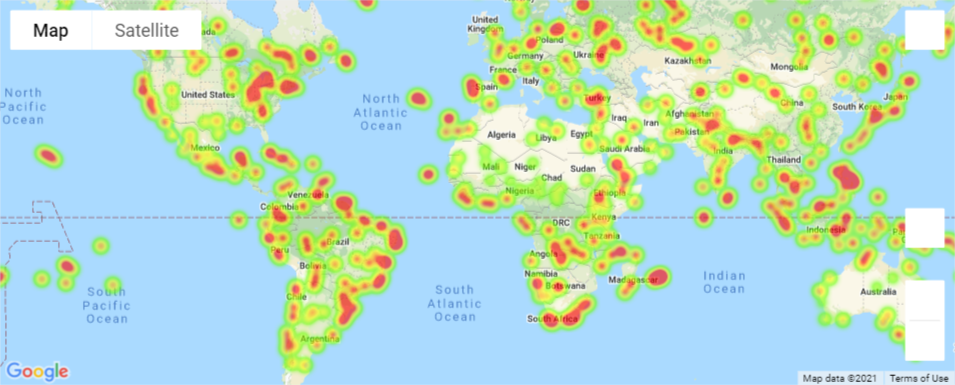 Map
Satellite
nada
United
Kingdom
Poland
Germany
Ukraine
France
Kazakhstan
Mongolia
Spain
Italy
North
Pacific
Ocean
United States
North
Atlantic
Ocean
Turkey
China
South Korea
Japan
Iraq
Iran
Afghanistan
Pakistan
Algeria
Libya
Egypt
Saudi Arabia
India
Mexico
Mali
Niger
Sudan
Chad
Thailand
Nigeria
Ethiopia
Venezuela
Colombia
Kenya
DRC
Tanzania
Indonesia
Peru
Brazil
Angola
Bolivia
Namibia
Botswana
Madagascar
Indian
Ocean
Australia
South
Pacific
Ocean
Chile
South
Atlantic
Ocean
South Africa
Argentina
Google
Map data ©2021
Terms of Use